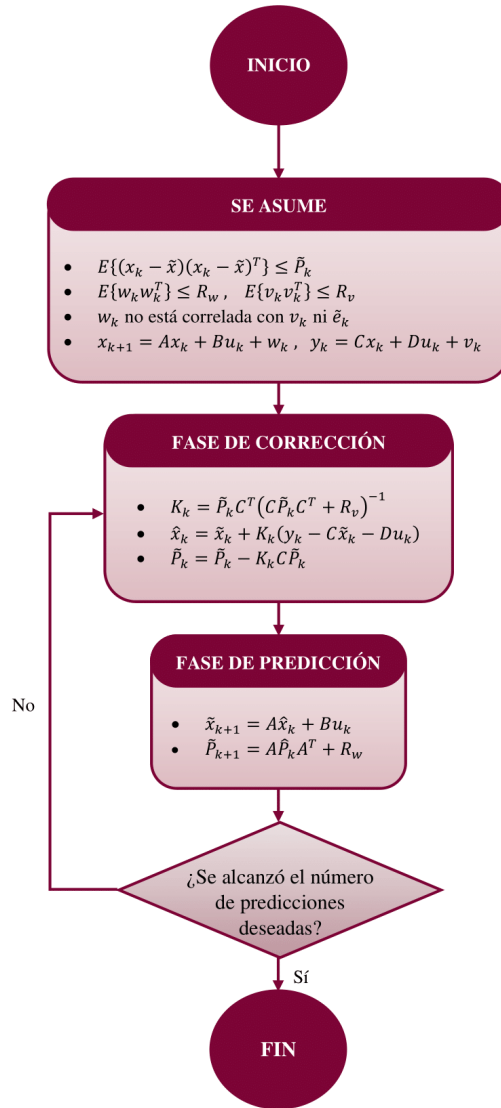 INICIO
SE ASUME
• E{(x_k − x̃)(x_k − x̃)^T} ≤ P̃_k
• E{w_k w_k^T} ≤ R_w , E{v_k v_k^T} ≤ R_v
• w_k no está correlada con v_k ni ẽ_k
• x_{k+1} = Ax_k + Bu_k + w_k , y_k = Cx_k + Du_k + v_k
FASE DE CORRECCIÓN
• K_k = P̃_k C^T (C P̃_k C^T + R_v)^{−1}
• x̂_k = x̃_k + K_k(y_k − C x̃_k − Du_k)
• P̃_k = P̃_k − K_k C P̃_k
FASE DE PREDICCIÓN
• x̃_{k+1} = A x̂_k + Bu_k
• P̃_{k+1} = A P̂_k A^T + R_w
No
¿Se alcanzó el número
de predicciones
deseadas?
Sí
FIN